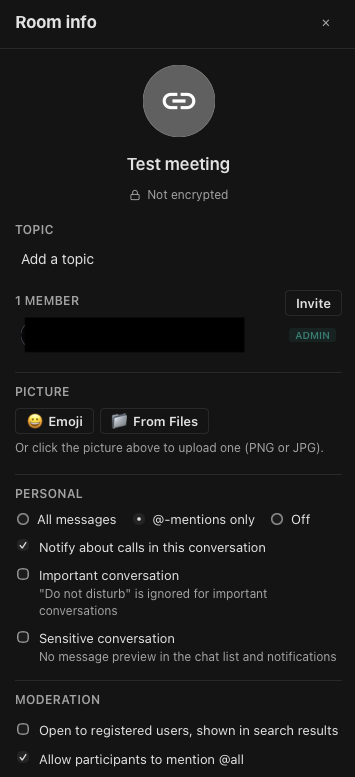 Room info
Test meeting
Not encrypted
TOPIC
Add a topic
1 MEMBER
Invite
ADMIN
PICTURE
Emoji
From Files
Or click the picture above to upload one (PNG or JPG).
PERSONAL
All messages
@-mentions only
Off
Notify about calls in this conversation
Important conversation
"Do not disturb" is ignored for important
conversations
Sensitive conversation
No message preview in the chat list and notifications
MODERATION
Open to registered users, shown in search results
Allow participants to mention @all